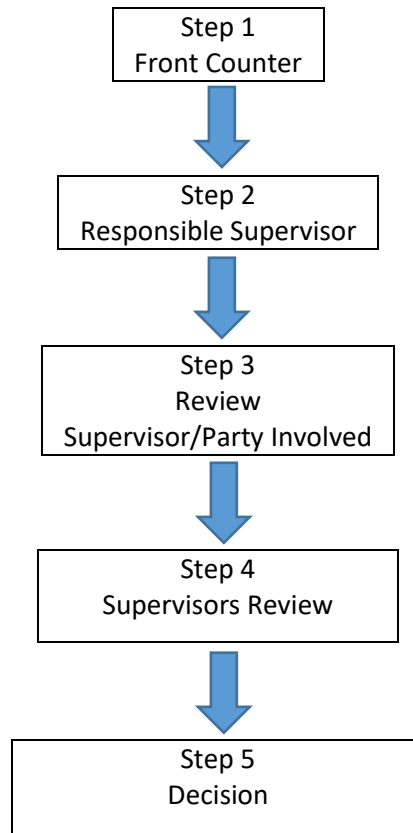 Step 1
Front Counter
Step 2
Responsible Supervisor
Step 3
Review
Supervisor/Party Involved
Step 4
Supervisors Review
Step 5
Decision